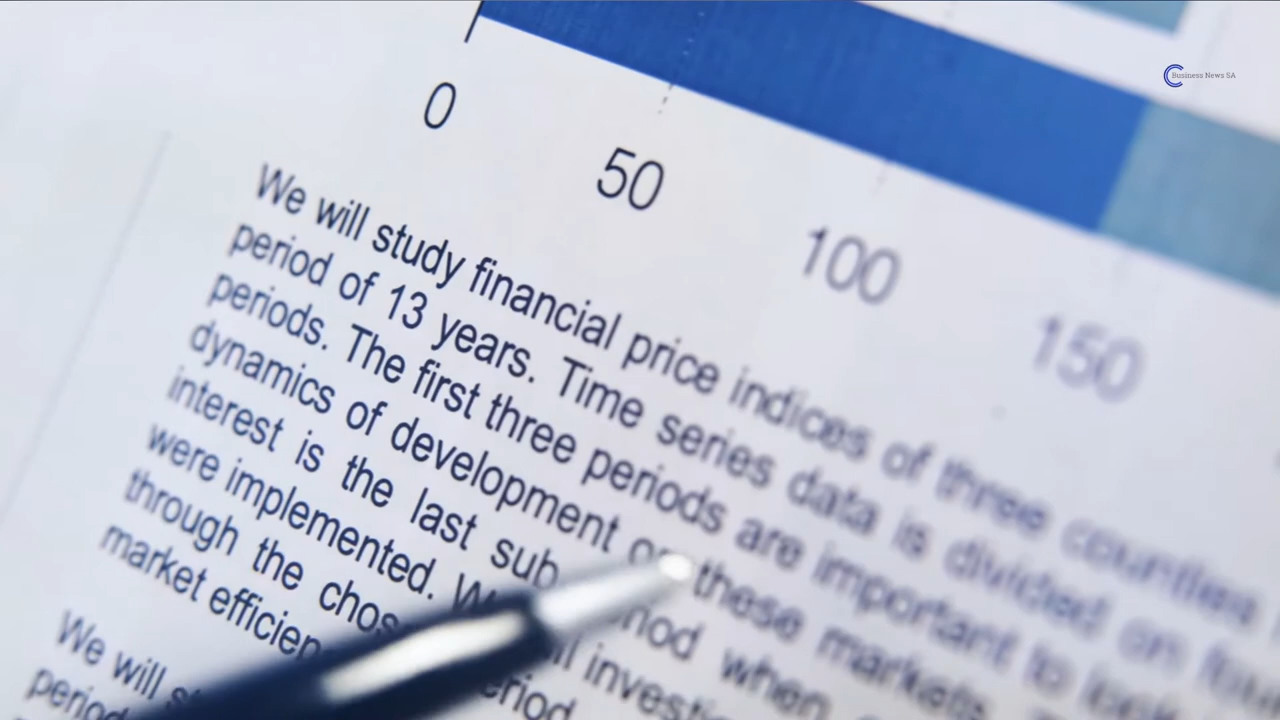 Business News SA
0
50
100
150
We will study financial price indices of three countries
period of 13 years. Time series data is divided on four
periods. The first three periods are important to look
dynamics of development on these markets
interest is the last sub period when
were implemented. We will investi
through the chos period
market efficien
We will
period